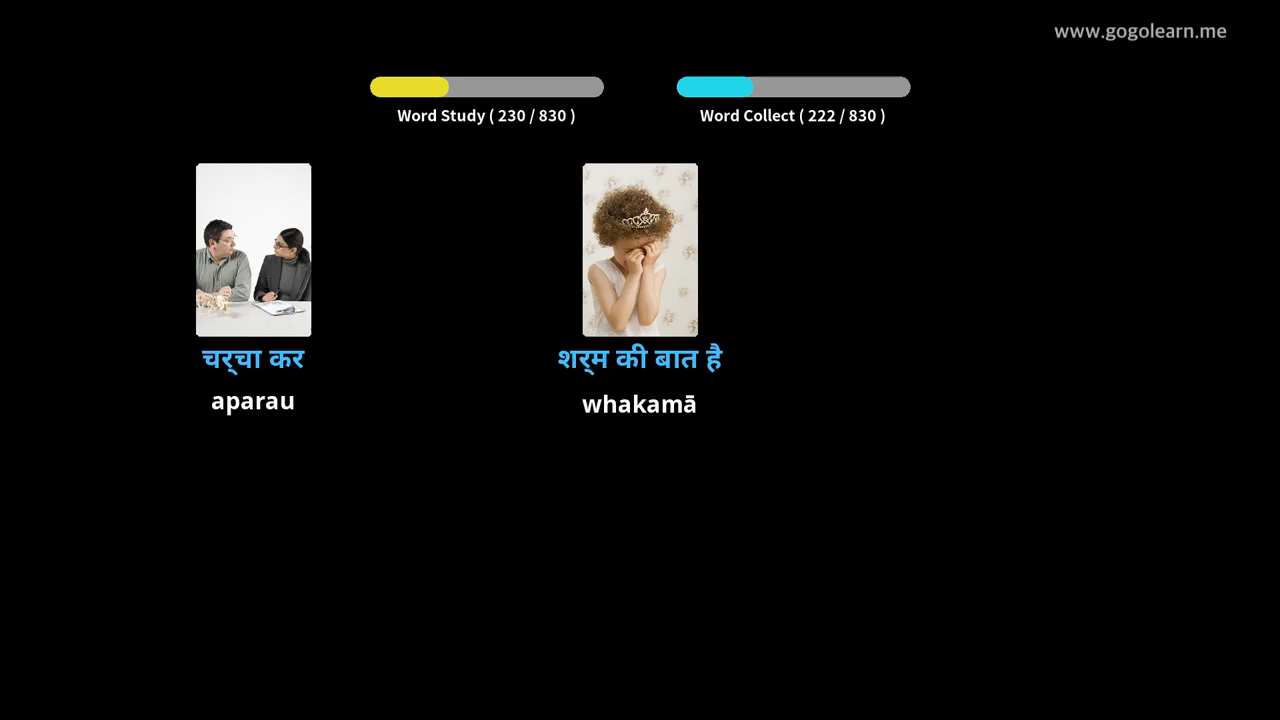 www.gogolearn.me
Word Study ( 230 / 830 )
Word Collect ( 222 / 830 )
चर्‍चा कर
शर्‍म की बात है
aparau
whakamā